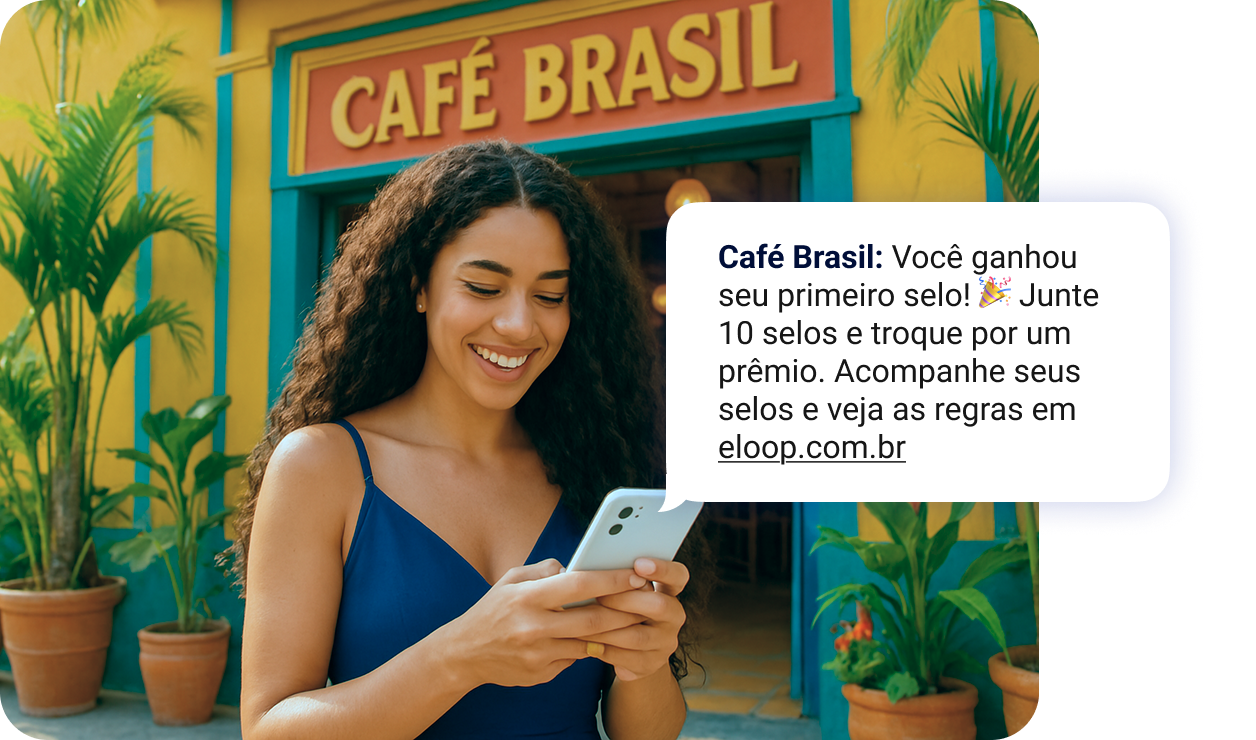 CAFÉ BRASIL
Café Brasil: Você ganhou
seu primeiro selo! 🎉 Junte
10 selos e troque por um
prêmio. Acompanhe seus
selos e veja as regras em
eloop.com.br